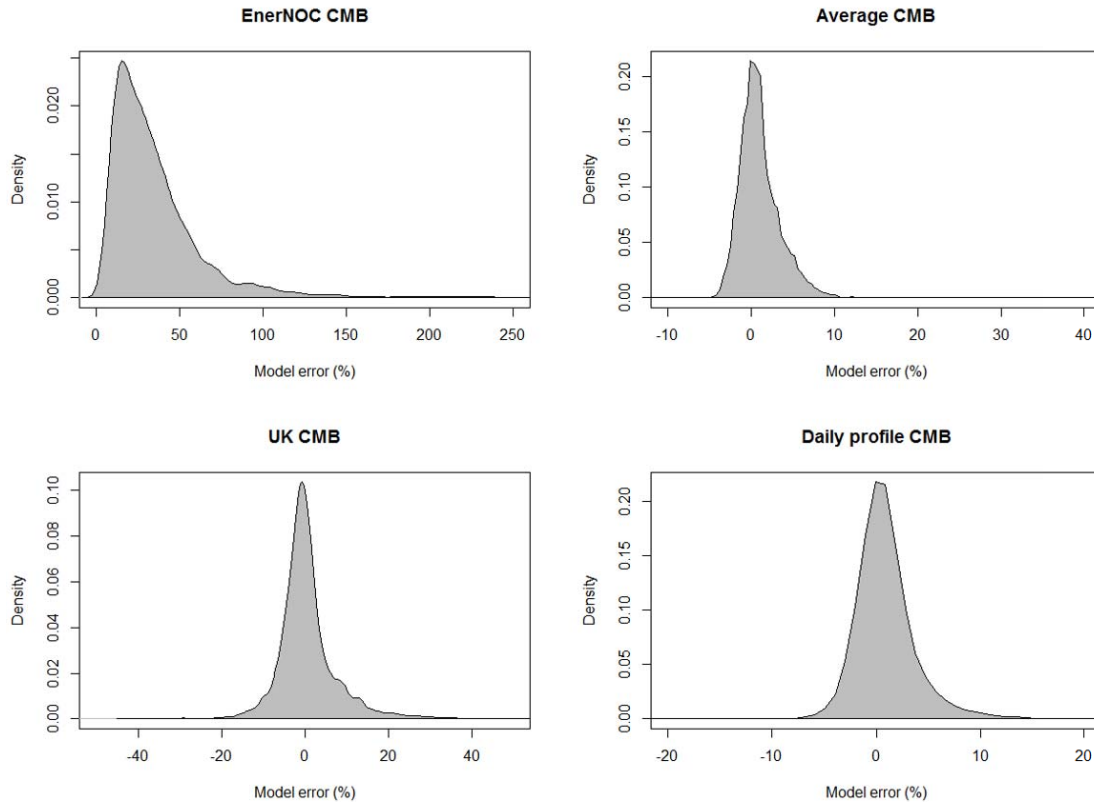 EnerNOC CMB
Density
0.000 0.010 0.020
0 50 100 150 200 250
Model error (%)
Average CMB
Density
0.00 0.05 0.10 0.15 0.20
-10 0 10 20 30 40
Model error (%)
UK CMB
Density
0.00 0.02 0.04 0.06 0.08 0.10
-40 -20 0 20 40
Model error (%)
Daily profile CMB
Density
0.00 0.05 0.10 0.15 0.20
-20 -10 0 10 20
Model error (%)